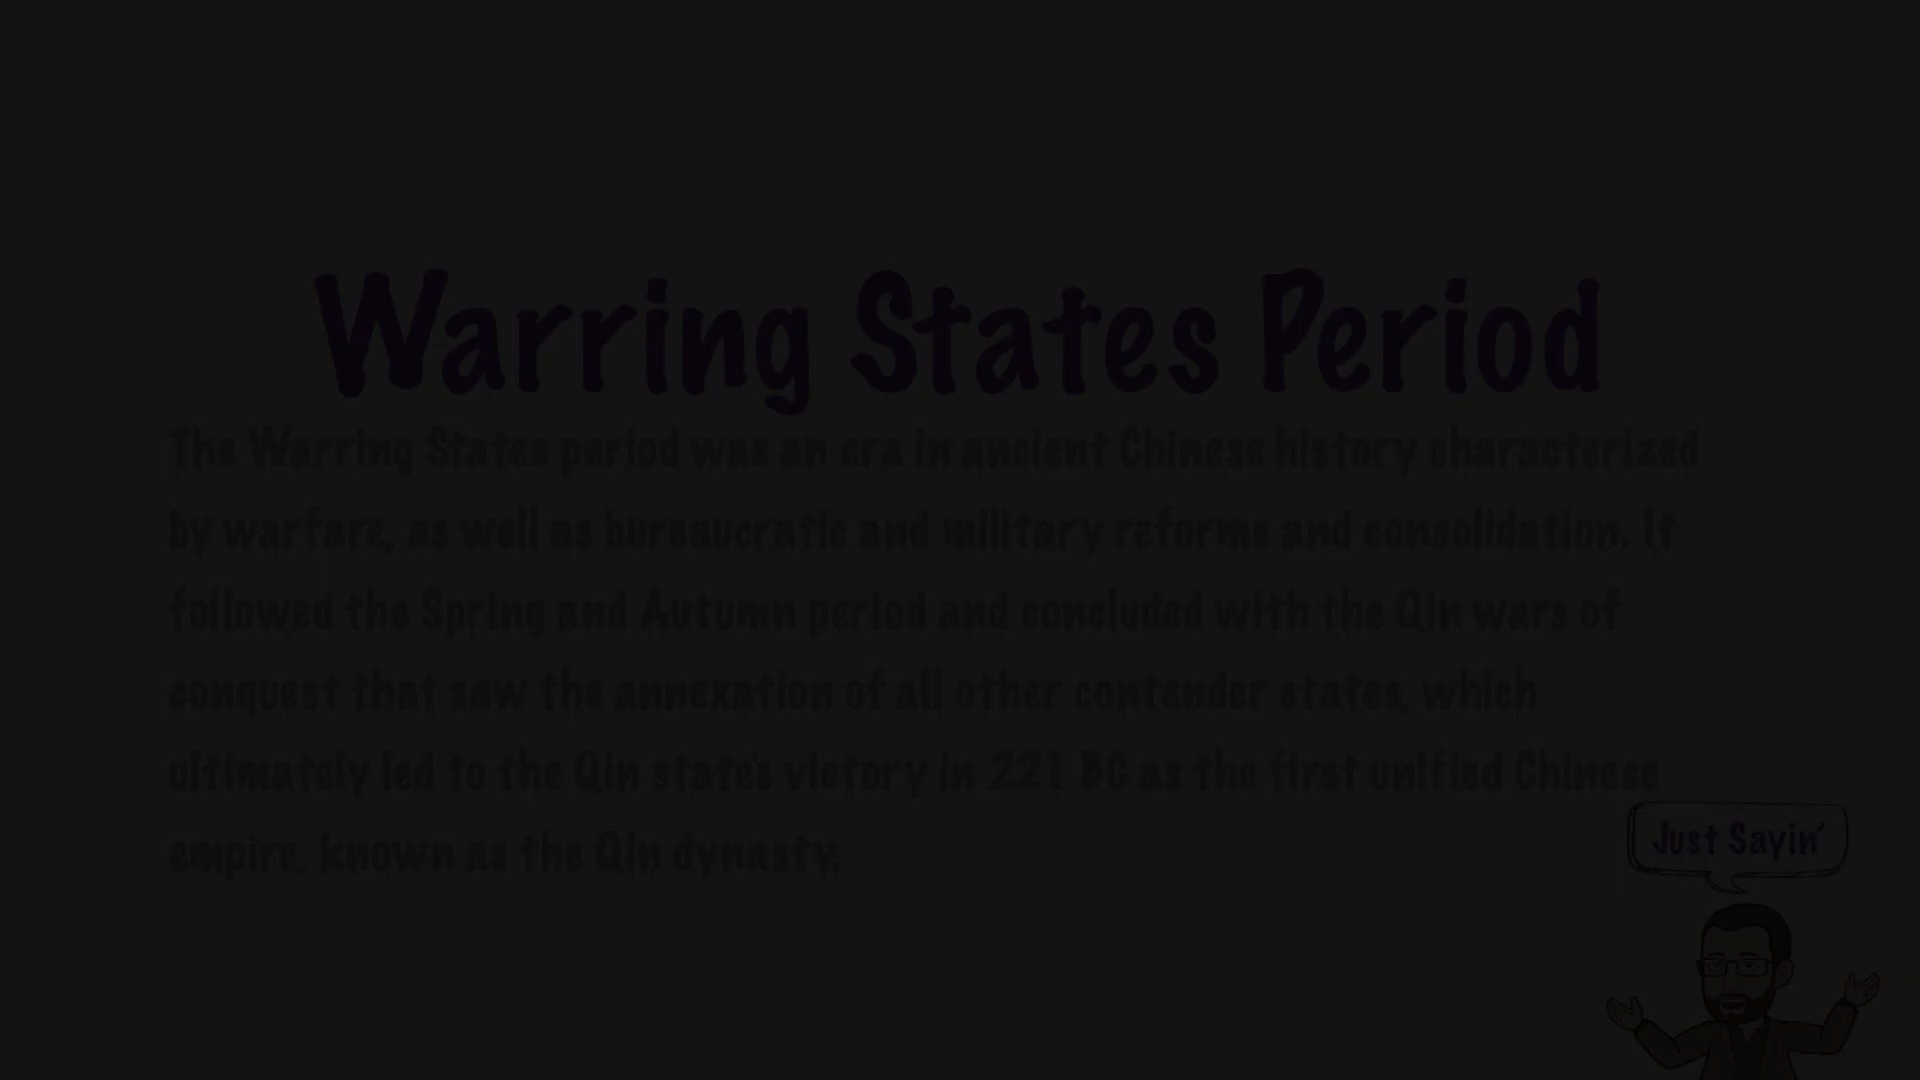 Warring States Period
The Warring States period was an era in ancient Chinese history characterized
by warfare, as well as bureaucratic and military reforms and consolidation. It
followed the Spring and Autumn period and concluded with the Qin wars of
conquest that saw the annexation of all other contender states, which
ultimately led to the Qin state's victory in 221 BC as the first unified Chinese
empire, known as the Qin dynasty.
Just Sayin'